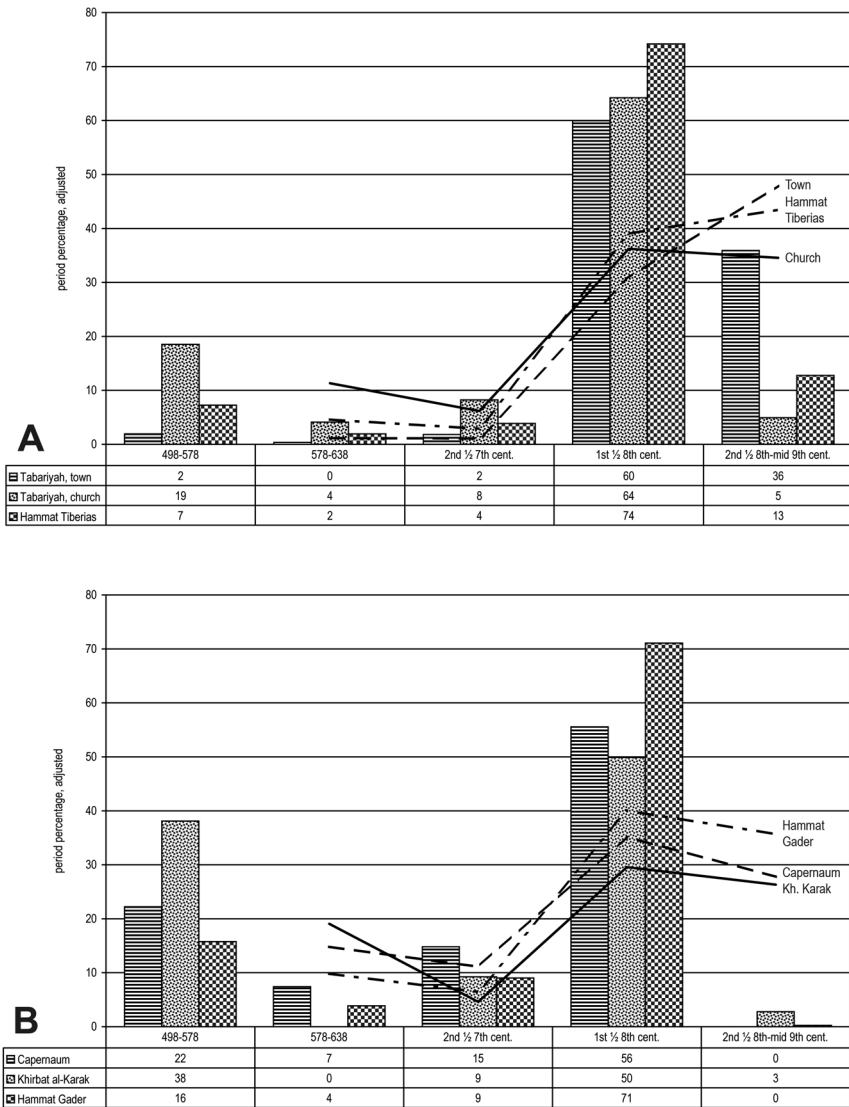 80
70
60
50
40
30
20
10
0
period percentage, adjusted
Town
Hammat
Tiberias
Church
A
498-578 578-638 2nd ½ 7th cent. 1st ½ 8th cent. 2nd ½ 8th-mid 9th cent.
Tabariyah, town 2 0 2 60 36
Tabariyah, church 19 4 8 64 5
Hammat Tiberias 7 2 4 74 13
80
70
60
50
40
30
20
10
0
period percentage, adjusted
Hammat
Gader
Capernaum
Kh. Karak
B
498-578 578-638 2nd ½ 7th cent. 1st ½ 8th cent. 2nd ½ 8th-mid 9th cent.
Capernaum 22 7 15 56 0
Khirbat al-Karak 38 0 9 50 3
Hammat Gader 16 4 9 71 0